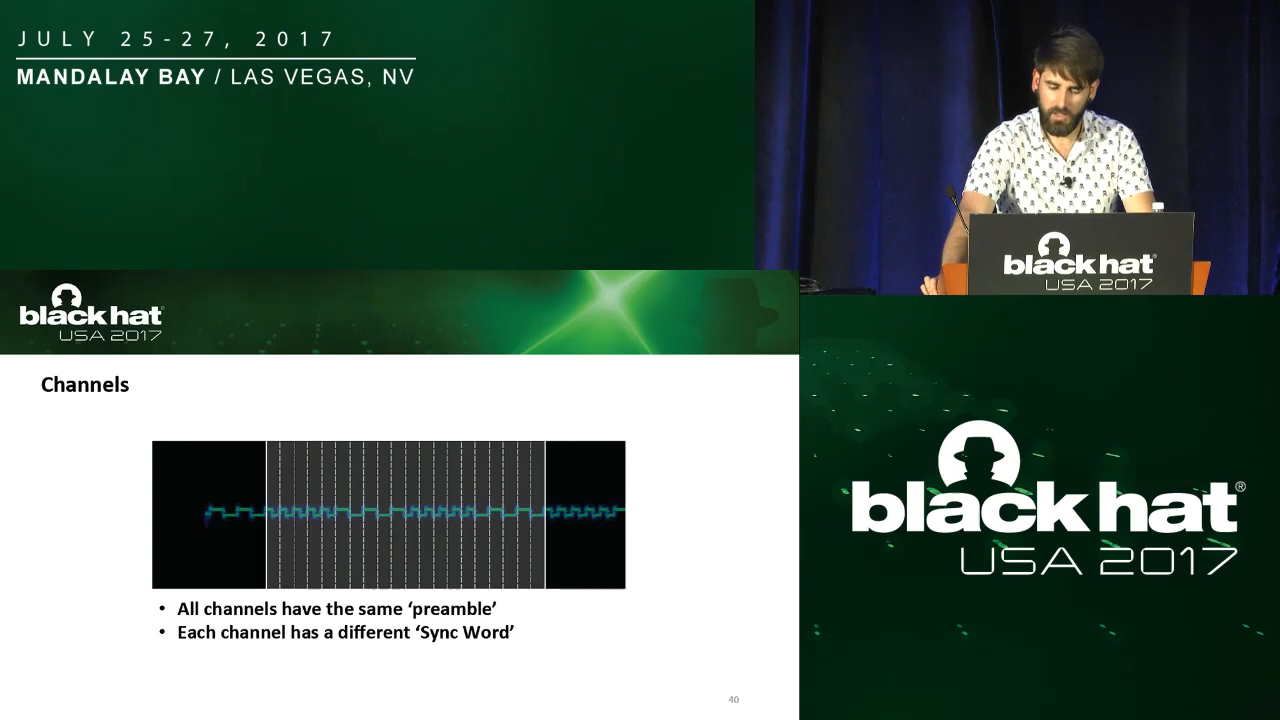 JULY 25-27, 2017
MANDALAY BAY / LAS VEGAS, NV
black hat
USA 2017
black hat®
USA 2017
Channels
• All channels have the same ‘preamble’
• Each channel has a different ‘Sync Word’
40
black hat®
USA 2017